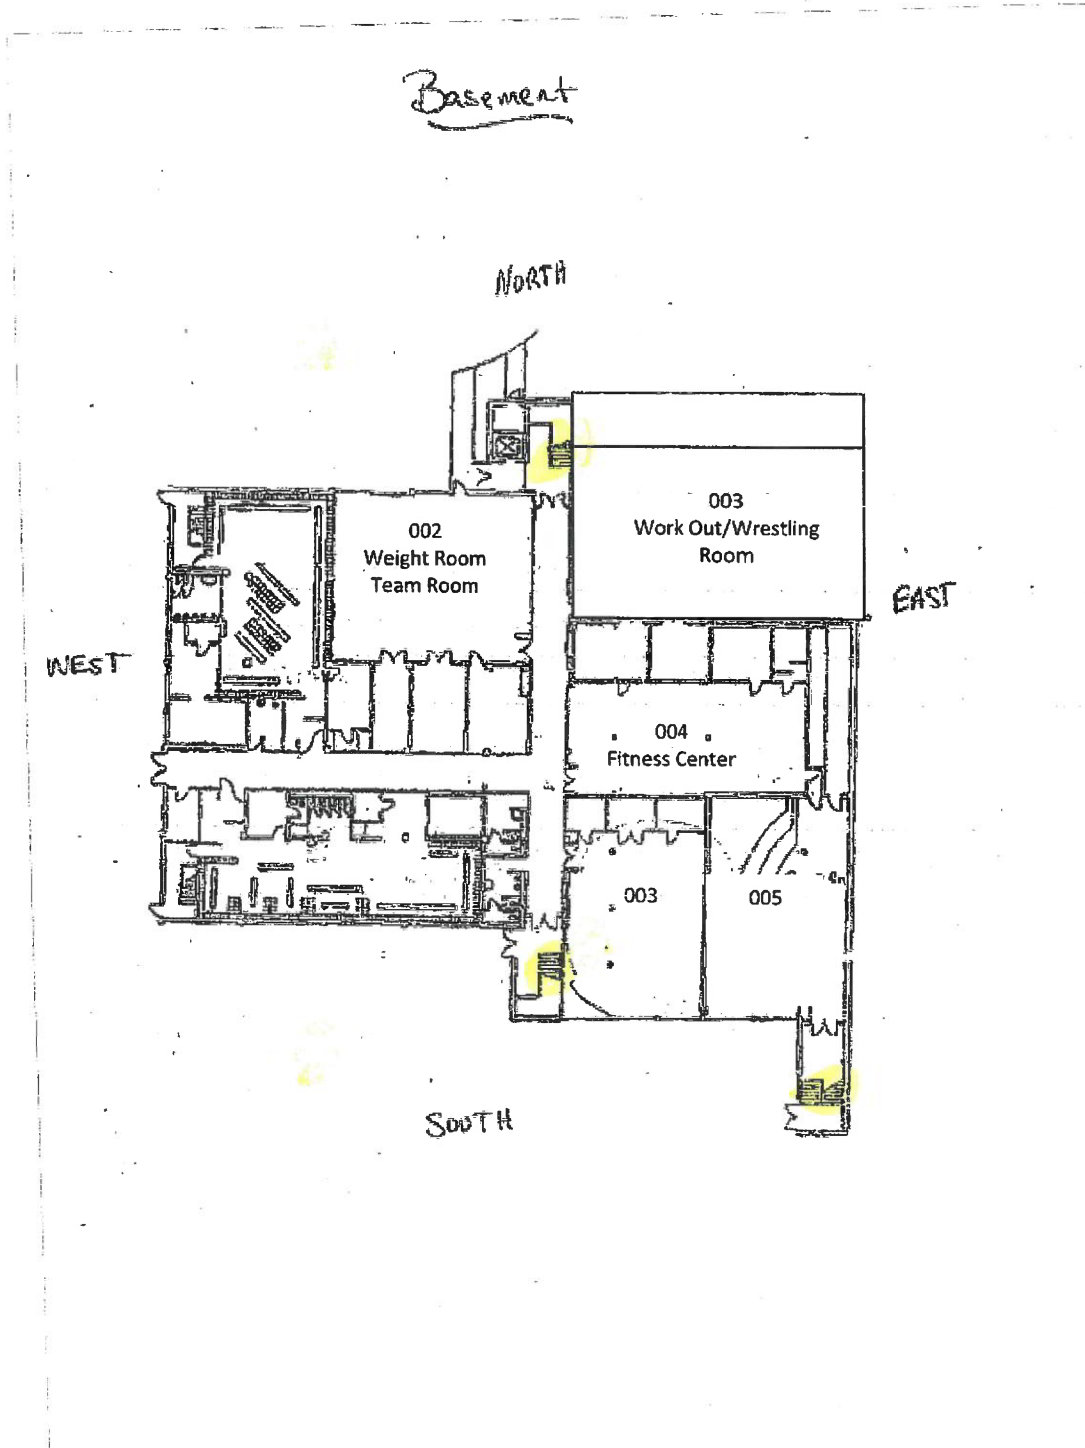 Basement
NORTH
002
Weight Room
Team Room
003
Work Out/Wrestling
Room
EAST
WEST
004
Fitness Center
003
005
SOUTH